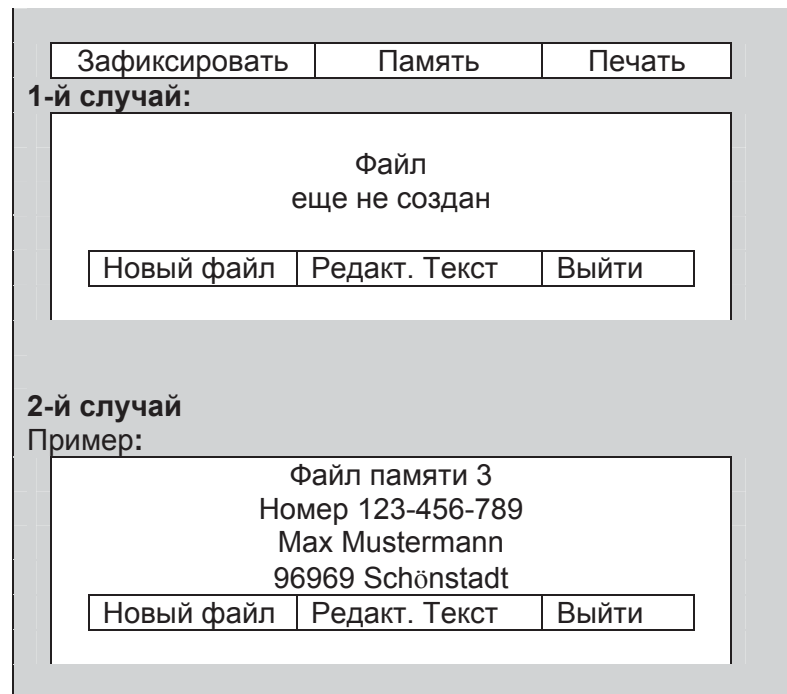 Зафиксировать Память Печать
1-й случай:
Файл
еще не создан
Новый файл Редакт. Текст Выйти
2-й случай
Пример:
Файл памяти 3
Номер 123-456-789
Max Mustermann
96969 Schönstadt
Новый файл Редакт. Текст Выйти